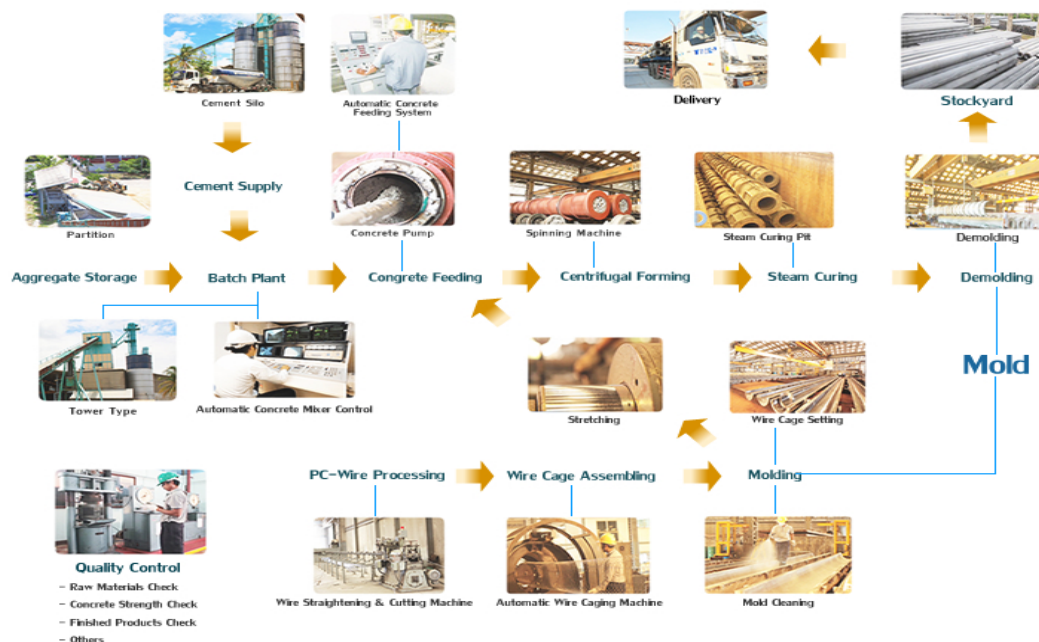 Cement Silo
Automatic Concrete
Feeding System
Delivery
Stockyard
Cement Supply
Partition
Concrete Pump
Spinning Machine
Steam Curing Pit
Demolding
Aggregate Storage
Batch Plant
Congrete Feeding
Centrifugal Forming
Steam Curing
Demolding
Mold
Tower Type
Automatic Concrete Mixer Control
Stretching
Wire Cage Setting
PC-Wire Processing
Wire Cage Assembling
Molding
Quality Control
– Raw Materials Check
– Concrete Strength Check
– Finished Products Check
– Others
Wire Straightening & Cutting Machine
Automatic Wire Caging Machine
Mold Cleaning